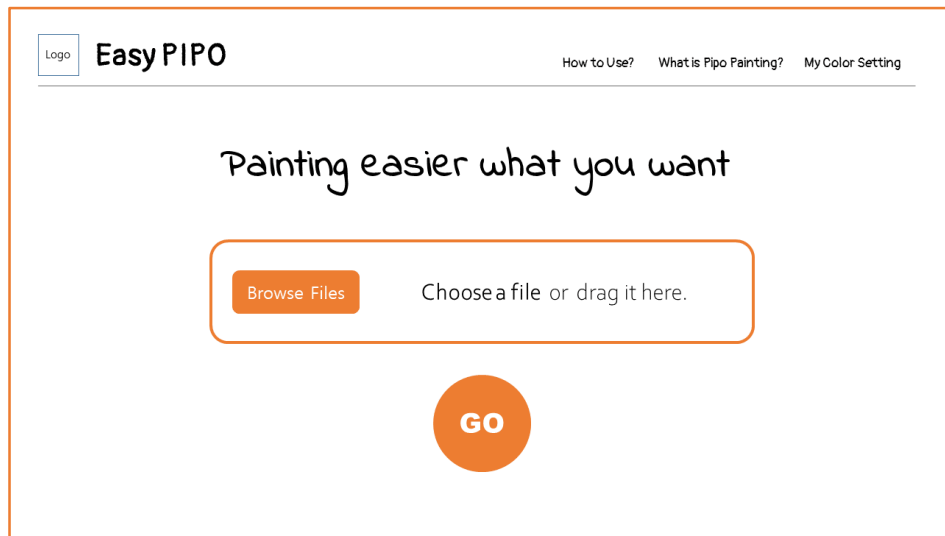 Logo
Easy PIPO
How to Use? What is Pipo Painting? My Color Setting
Painting easier what you want
Browse Files
Choose a file or drag it here.
GO